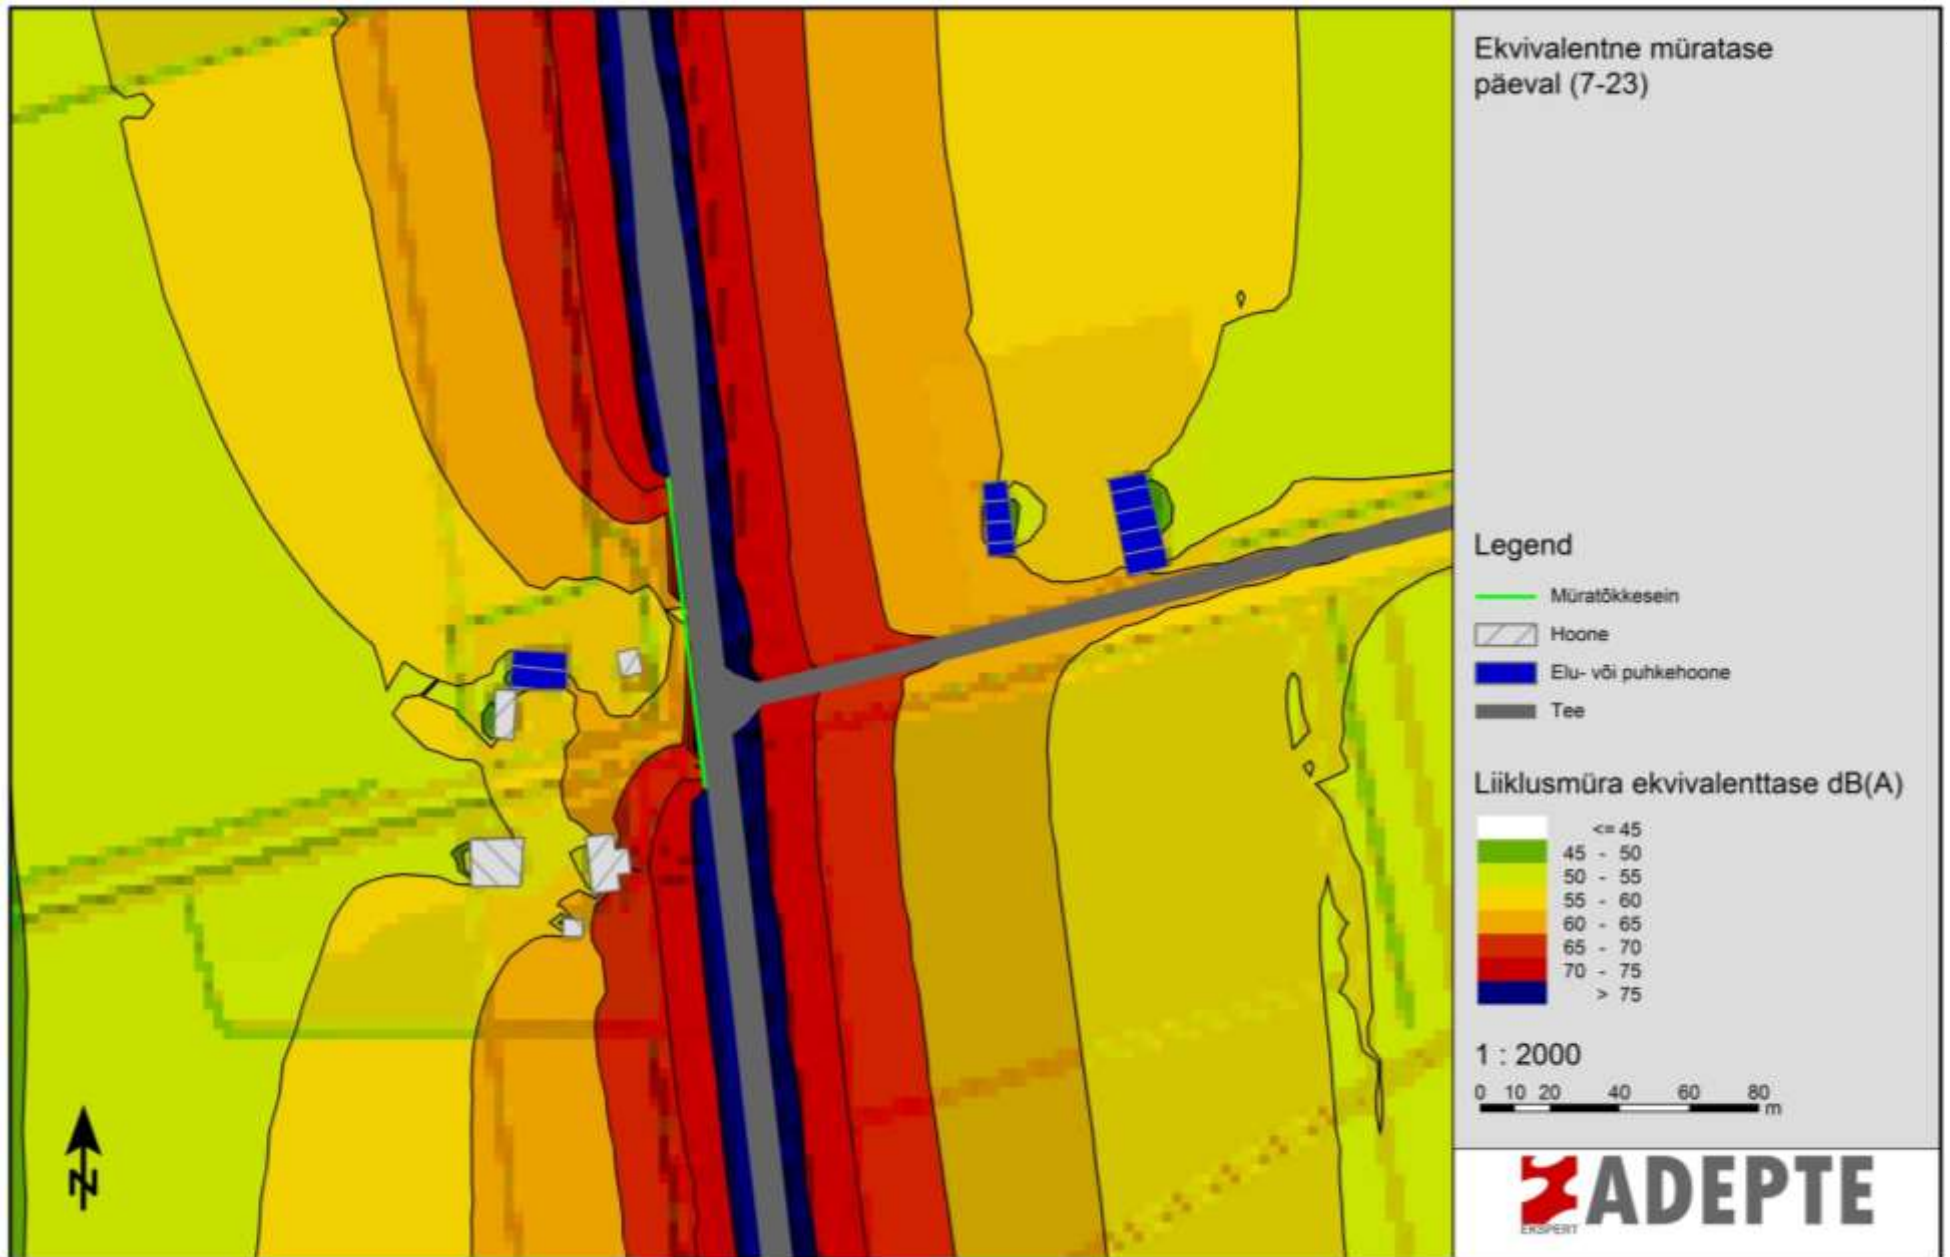 Ekvivalentne müratase
päeval (7-23)
Legend
Müratõkkesein
Hoone
Elu- või puhkehoone
Tee
Liiklusmüra ekvivalenttase dB(A)
<= 45
45 - 50
50 - 55
55 - 60
60 - 65
65 - 70
70 - 75
> 75
1 : 2000
0 10 20 40 60 80
m
N
ADEPTE
EKSPERT